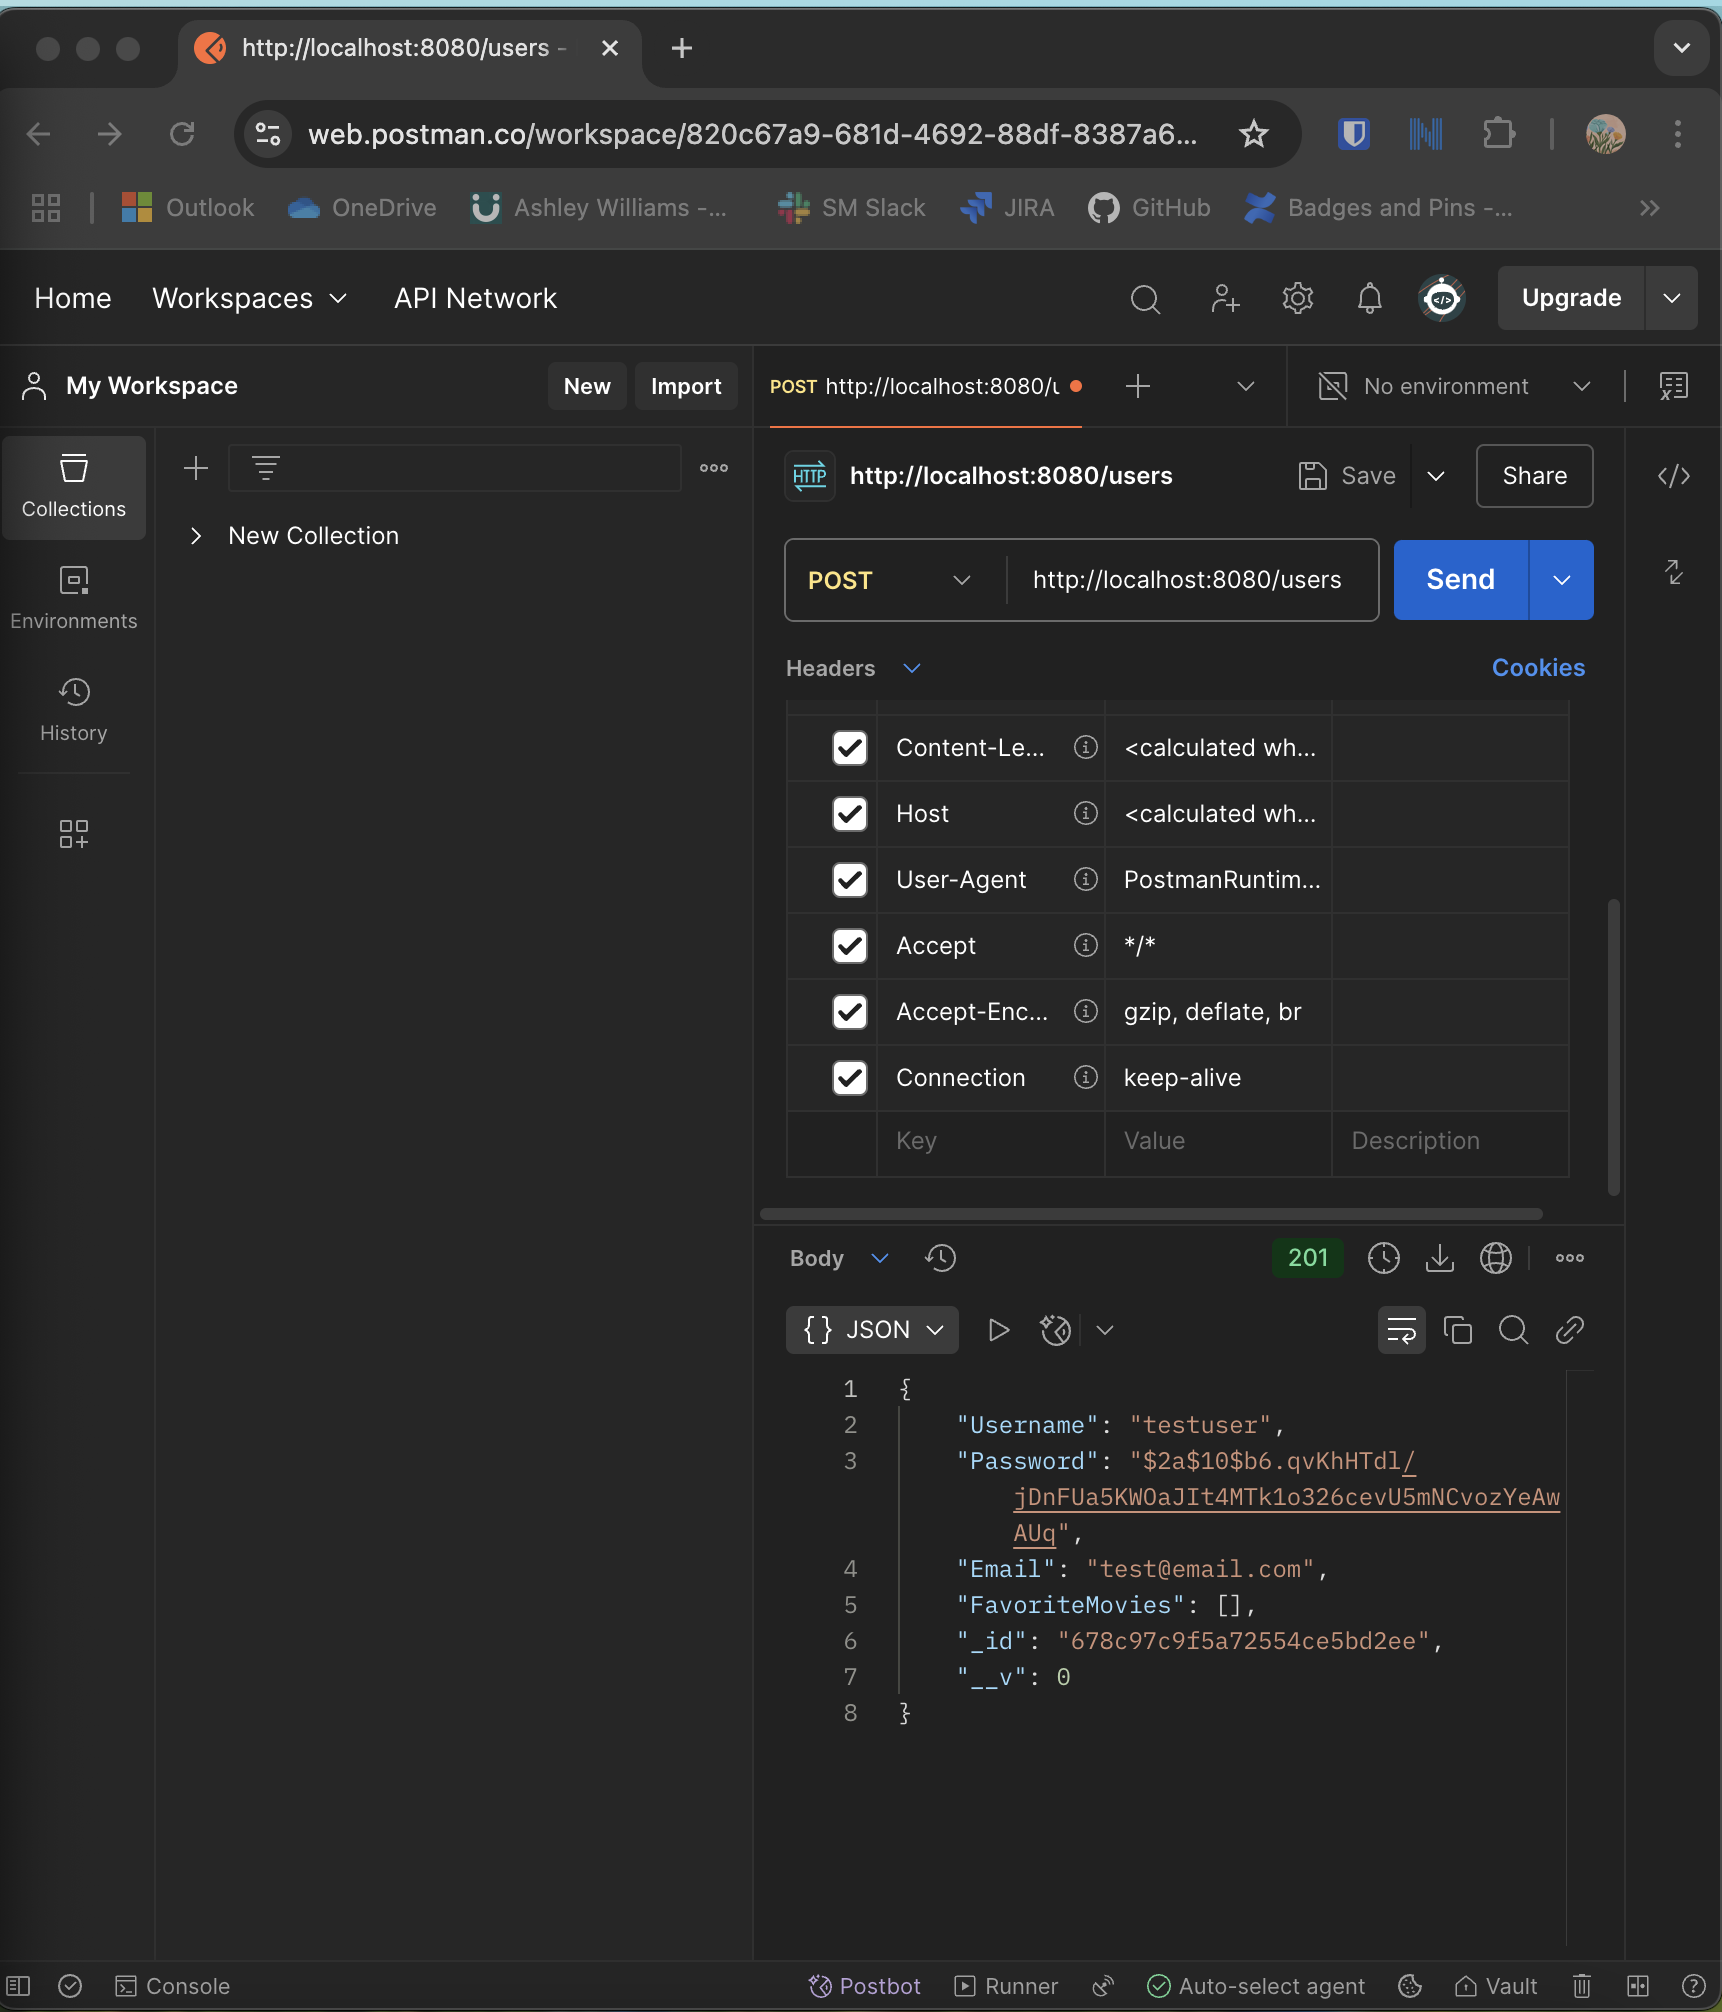 http://localhost:8080/users -
web.postman.co/workspace/820c67a9-681d-4692-88df-8387a6...
Outlook
OneDrive
Ashley Williams -...
SM Slack
JIRA
GitHub
Badges and Pins -...
Home
Workspaces
API Network
Upgrade
My Workspace
New
Import
POST http://localhost:8080/u
No environment
Collections
Environments
History
New Collection
HTTP
http://localhost:8080/users
Save
Share
POST
http://localhost:8080/users
Send
Headers
Cookies
Content-Le... <calculated wh...
Host <calculated wh...
User-Agent PostmanRuntim...
Accept */*
Accept-Enc... gzip, deflate, br
Connection keep-alive
Key Value Description
Body
201
{} JSON
1 {
2 "Username": "testuser",
3 "Password": "$2a$10$b6.qvKhHTdl/
jDnFUa5KWOaJIt4MTk1o326cevU5mNCvozYeAw
AUq",
4 "Email": "test@email.com",
5 "FavoriteMovies": [],
6 "_id": "678c97c9f5a72554ce5bd2ee",
7 "__v": 0
8 }
Console
Postbot
Runner
Auto-select agent
Vault